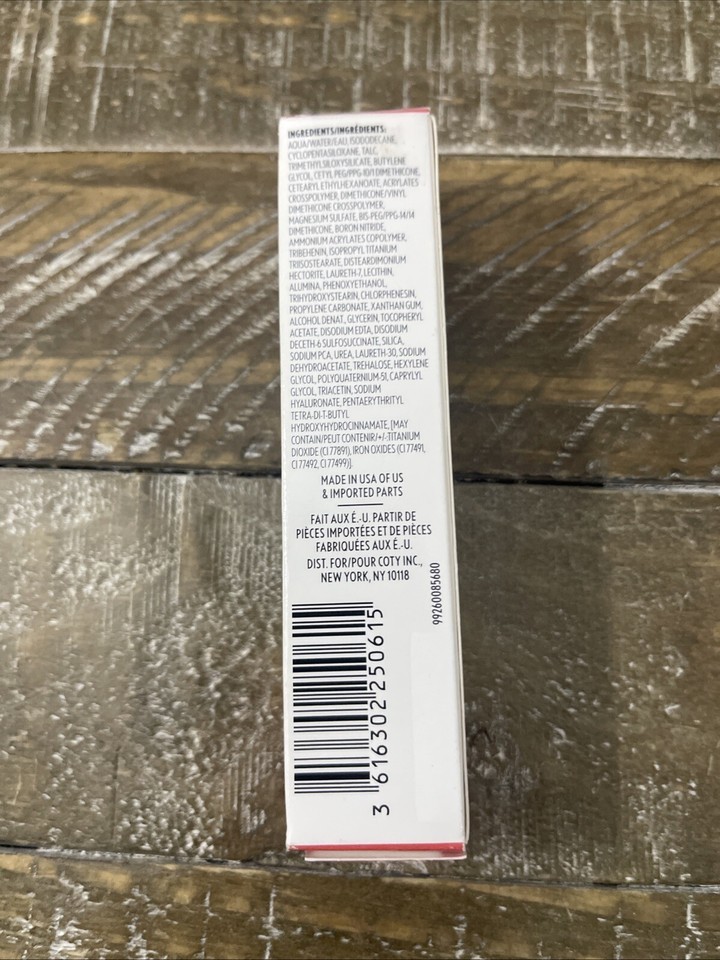 INGREDIENTS/INGRÉDIENTS:
AQUA/WATER/EAU, ISODODECANE,
CYCLOPENTASILOXANE, TALC,
TRIMETHYLSILOXYSILICATE, BUTYLENE
GLYCOL, CETYL PEG/PPG-10/1 DIMETHICONE,
CETEARYL ETHYLHEXANOATE, ACRYLATES
CROSSPOLYMER, DIMETHICONE/VINYL
DIMETHICONE CROSSPOLYMER,
MAGNESIUM SULFATE, BIS-PEG/PPG-14/14
DIMETHICONE, BORON NITRIDE,
AMMONIUM ACRYLATES COPOLYMER,
TRIBEHENIN, ISOPROPYL TITANIUM
TRIISOSTEARATE, DISTEARDIMONIUM
HECTORITE, LAURETH-7, LECITHIN,
ALUMINA, PHENOXYETHANOL,
TRIHYDROXYSTEARIN, CHLORPHENESIN,
PROPYLENE CARBONATE, XANTHAN GUM,
ALCOHOL DENAT., GLYCERIN, TOCOPHERYL
ACETATE, DISODIUM EDTA, DISODIUM
DECETH-6 SULFOSUCCINATE, SILICA,
SODIUM PCA, UREA, LAURETH-30, SODIUM
DEHYDROACETATE, TREHALOSE, HEXYLENE
GLYCOL, POLYQUATERNIUM-51, CAPRYLYL
GLYCOL, TRIACETIN, SODIUM
HYALURONATE, PENTAERYTHRITYL
TETRA-DI-T-BUTYL
HYDROXYHYDROCINNAMATE, [MAY
CONTAIN/PEUT CONTENIR/+/-:TITANIUM
DIOXIDE (CI 77891), IRON OXIDES (CI 77491,
CI 77492, CI 77499)].
MADE IN USA OF US
& IMPORTED PARTS
FAIT AUX É.-U. PARTIR DE
PIÈCES IMPORTÉES ET DE PIÈCES
FABRIQUÉES AUX É.-U.
DIST. FOR/POUR COTY INC.,
NEW YORK, NY 10118
99260085680
3 616302 250615